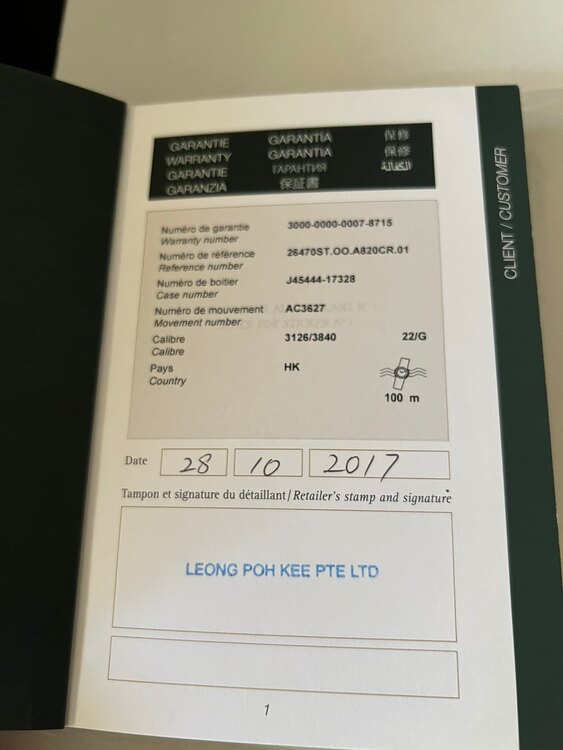 GARANTIE GARANTIA 保修
WARRANTY GARANTIA 保修
GARANTIE ГАРАНТИЯ الكفالة
GARANZIA 保証書
CLIENT / CUSTOMER
Numéro de garantie 3000-0000-0007-8715
Warranty number
Numéro de référence 26470ST.OO.A820CR.01
Reference number
Numéro de boitier J45444-17328
Case number
Numéro de mouvement AC3627
Movement number
Calibre 3126/3840 22/G
Calibre
Pays HK
Country
100 m
Date 28 10 2017
Tampon et signature du détaillant / Retailer's stamp and signature
LEONG POH KEE PTE LTD
1